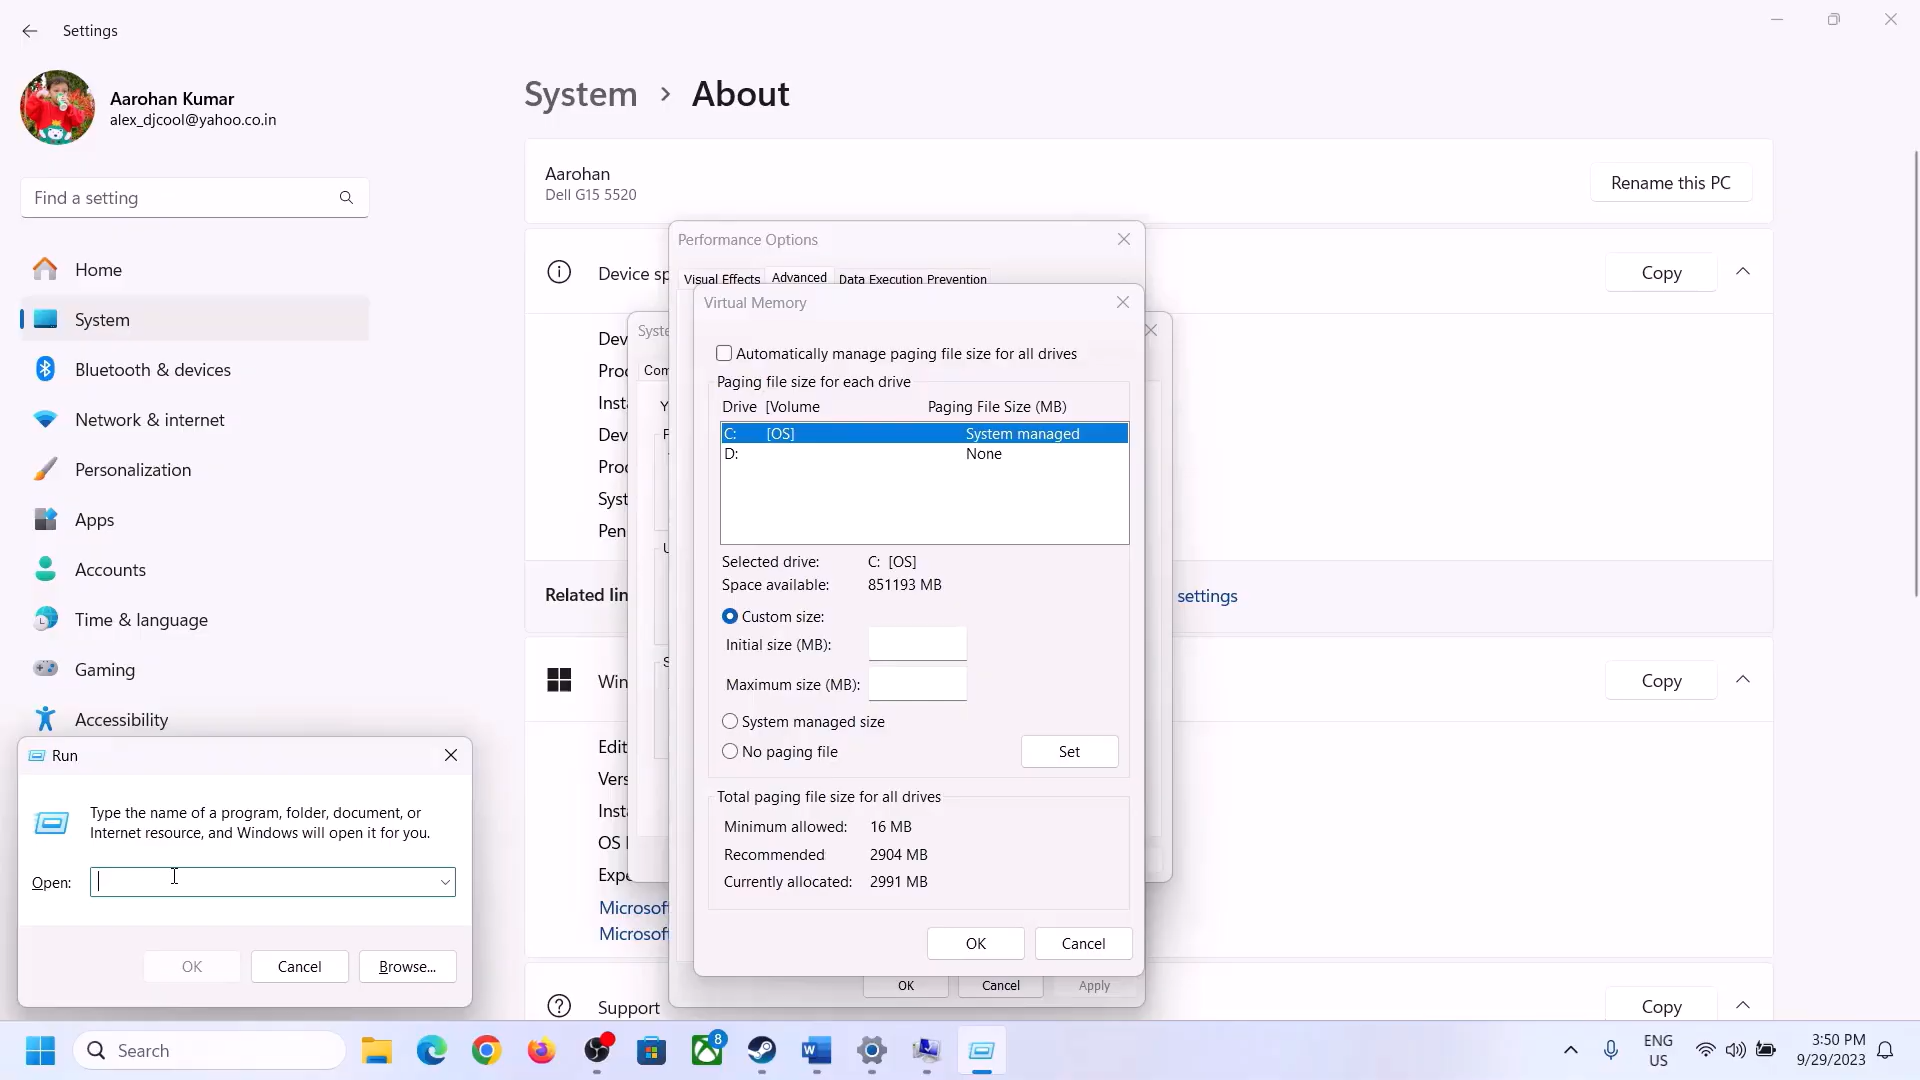 Settings
Aarohan Kumar
alex_djcool@yahoo.co.in
Find a setting
Home
System
Bluetooth & devices
Network & internet
Personalization
Apps
Accounts
Time & language
Gaming
Accessibility
System > About
Aarohan
Dell G15 5520
Rename this PC
Device sp
Copy
Dev
Proc
Inst
Dev
Proc
Syst
Pen
Related lin
settings
Win
Copy
Edit
Vers
Inst
OS
Expe
Microsof
Microsof
Support
Copy
Syste
Com
Y
Performance Options
Visual Effects
Advanced
Data Execution Prevention
OK
Cancel
Apply
Virtual Memory
Automatically manage paging file size for all drives
Paging file size for each drive
Drive [Volume Paging File Size (MB)
C: [OS] System managed
D: None
Selected drive: C: [OS]
Space available: 851193 MB
Custom size:
Initial size (MB):
Maximum size (MB):
System managed size
No paging file
Set
Total paging file size for all drives
Minimum allowed: 16 MB
Recommended 2904 MB
Currently allocated: 2991 MB
OK
Cancel
Run
Type the name of a program, folder, document, or
Internet resource, and Windows will open it for you.
Open:
OK
Cancel
Browse...
Search
8
ENG
US
3:50 PM
9/29/2023